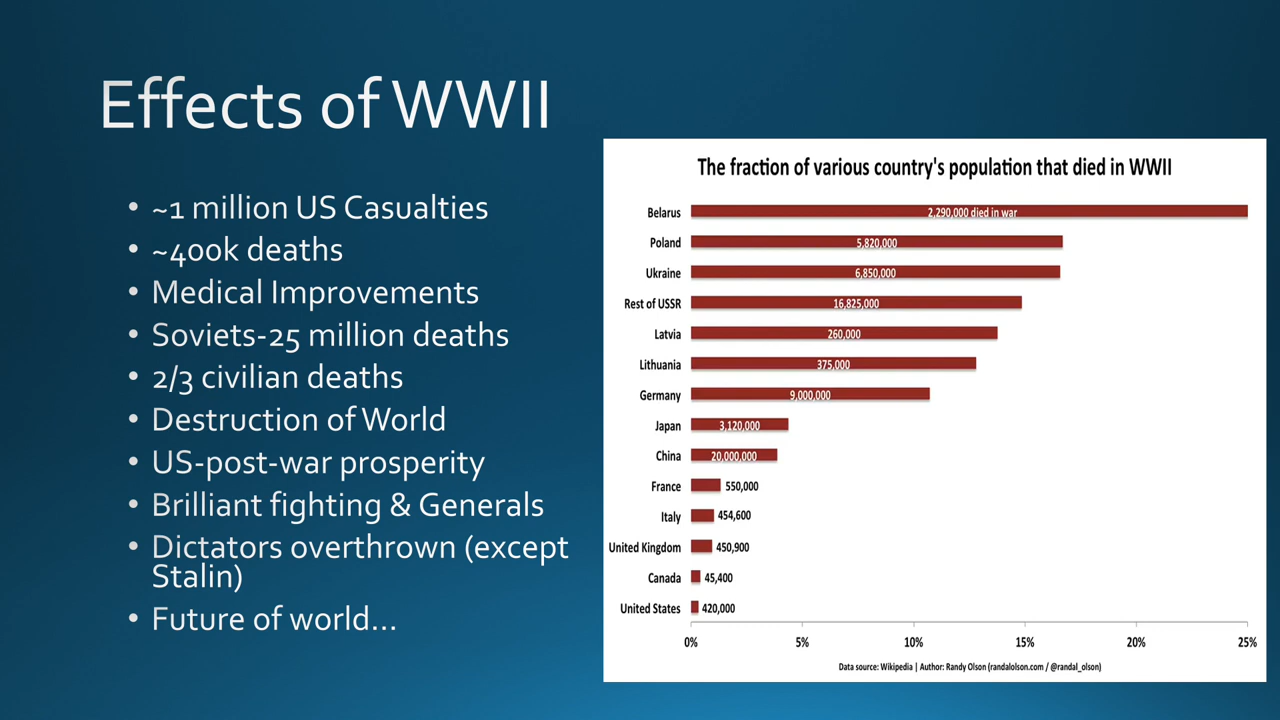 Effects of WWII
• ~1 million US Casualties
• ~400k deaths
• Medical Improvements
• Soviets-25 million deaths
• 2/3 civilian deaths
• Destruction of World
• US-post-war prosperity
• Brilliant fighting & Generals
• Dictators overthrown (except
Stalin)
• Future of world...
The fraction of various country's population that died in WWII
Belarus 2,290,000 died in war
Poland 5,820,000
Ukraine 6,850,000
Rest of USSR 16,825,000
Latvia 260,000
Lithuania 375,000
Germany 9,000,000
Japan 3,120,000
China 20,000,000
France 550,000
Italy 454,600
United Kingdom 450,900
Canada 45,400
United States 420,000
0% 5% 10% 15% 20% 25%
Data source: Wikipedia | Author: Randy Olson (randalolson.com / @randal_olson)